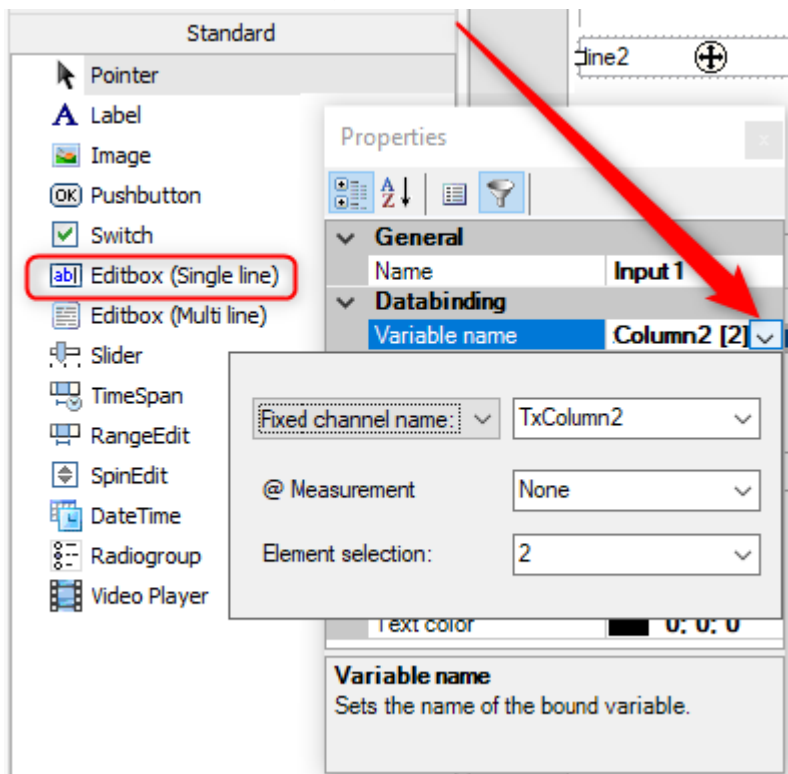 Standard
Pointer
A Label
Image
OK Pushbutton
Switch
ab Editbox (Single line)
Editbox (Multi line)
Slider
TimeSpan
RangeEdit
SpinEdit
DateTime
Radiogroup
Video Player
line2
Properties
x
A
Z
General
Name Input1
Databinding
Variable name :Column2 [2]
Fixed channel name: TxColumn2
@ Measurement None
Element selection: 2
Text color 0; 0; 0
Variable name
Sets the name of the bound variable.